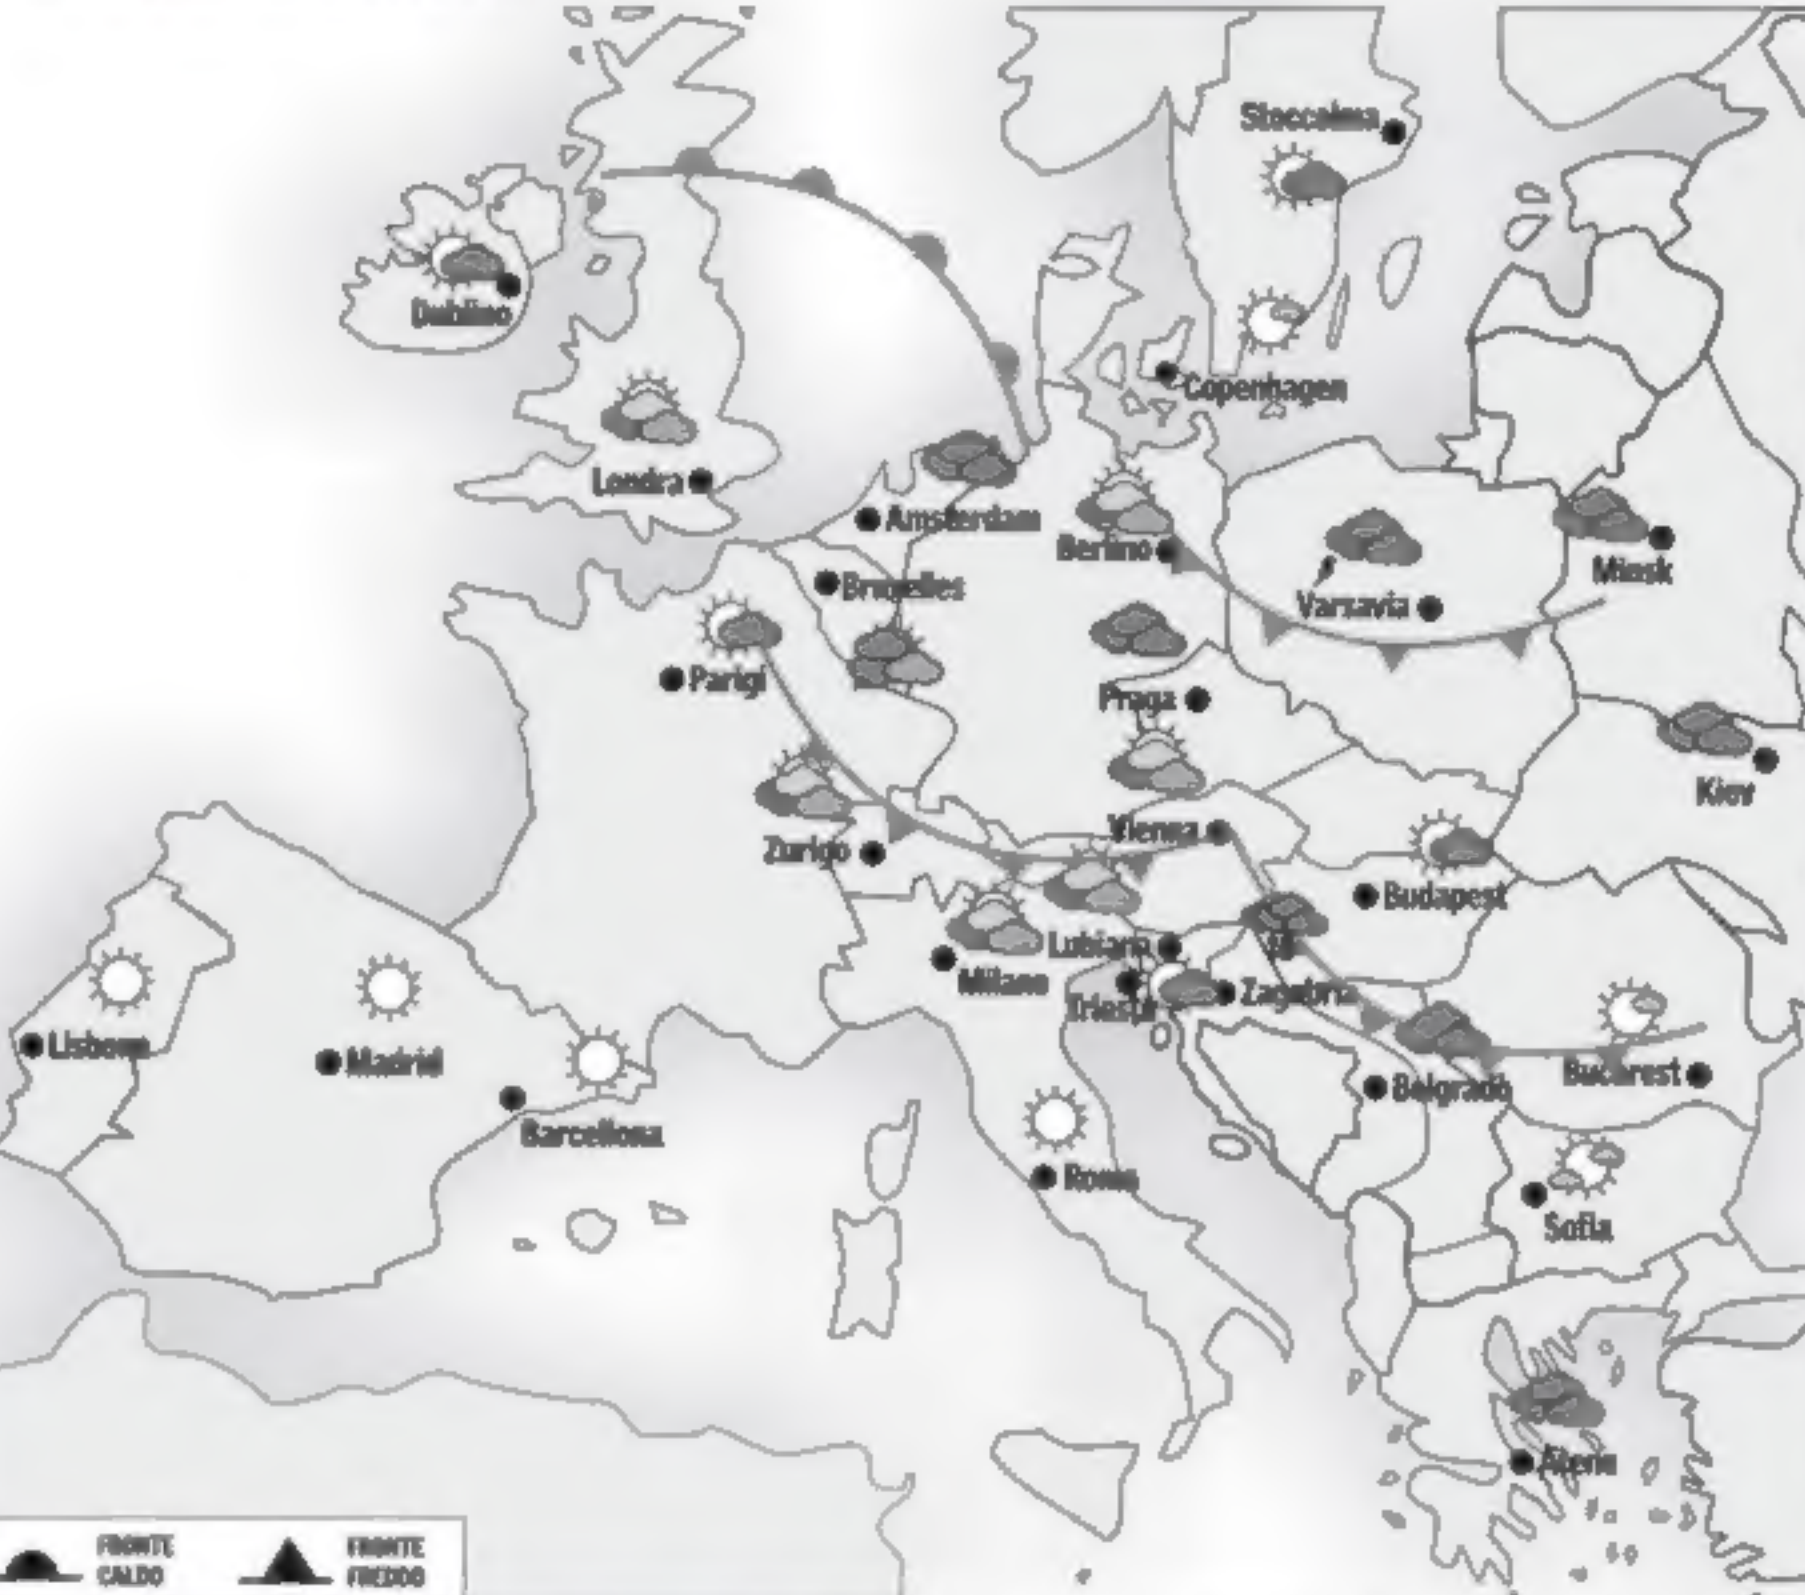 Stoccolma
Dublino
Copenhagen
Londra
Amsterdam
Berlino
Minsk
Bruxelles
Varsavia
Parigi
Praga
Kiev
Vienna
Zurigo
Budapest
Lubiana
Milano
Trieste
Zagabria
Lisbona
Madrid
Belgrado
Bucarest
Barcellona
Roma
Sofia
Atene
FRONTE
CALDO
FRONTE
FREDDO